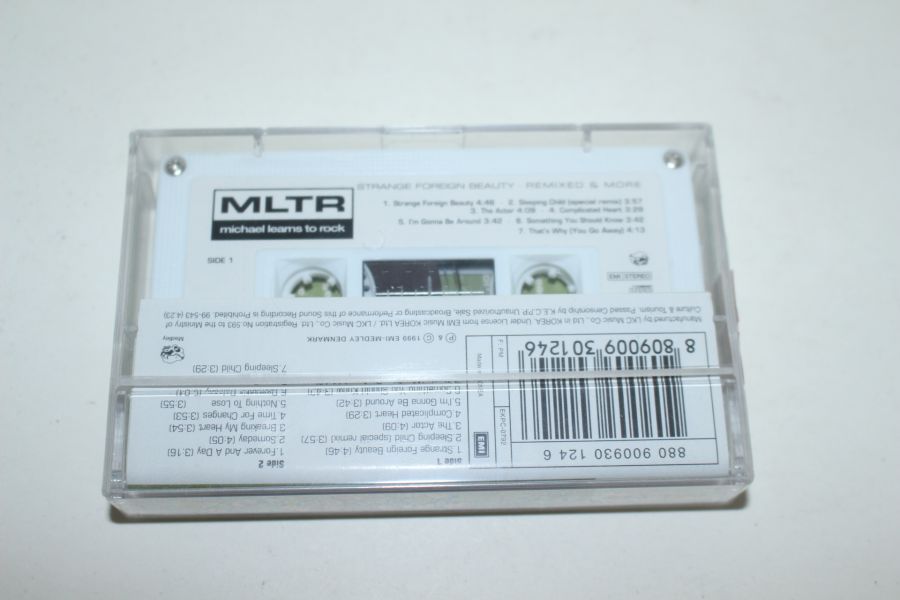 STRANGE FOREIGN BEAUTY - REMIXED & MORE
MLTR
michael learns to rock
1. Strange Foreign Beauty 4:46 2. Sleeping Child (special remix) 3:57
3. The Actor 4:09 4. Complicated Heart 3:29
5. I'm Gonna Be Around 3:42 6. Something You Should Know 3:42
7. That's Why (You Go Away) 4:13
SIDE 1
EMI STEREO
880 900930 124 6
Side 1
1.Strange Foreign Beauty (4:46)
2.Sleeping Child (special remix) (3:57)
3.The Actor (4:09)
4.Complicated Heart (3:29)
5.I'm Gonna Be Around (3:42)
Side 2
1.Forever And A Day (3:16)
2.Someday (4:05)
3.Breaking My Heart (3:54)
4.Time For Changes (3:53)
5.Nothing To Lose (3:55)
7.Sleeping Child (3:29)
EMI
EKPC-0792
F. PM
8 809009 301246
Medley
Ⓟ & Ⓒ 1999 EMI-MEDLEY DENMARK
Manufactured by LKC Music Co., Ltd. in KOREA. Under License from EMI Music KOREA Ltd. / LKC Music Co., Ltd. Registration No 593 to the Ministry of
Culture & Tourism. Passed Censorship by K.E.C.PP. Unauthorized Sale, Broadcasting or Performance of this Sound Recording Prohibited. 99-543 (4:23)